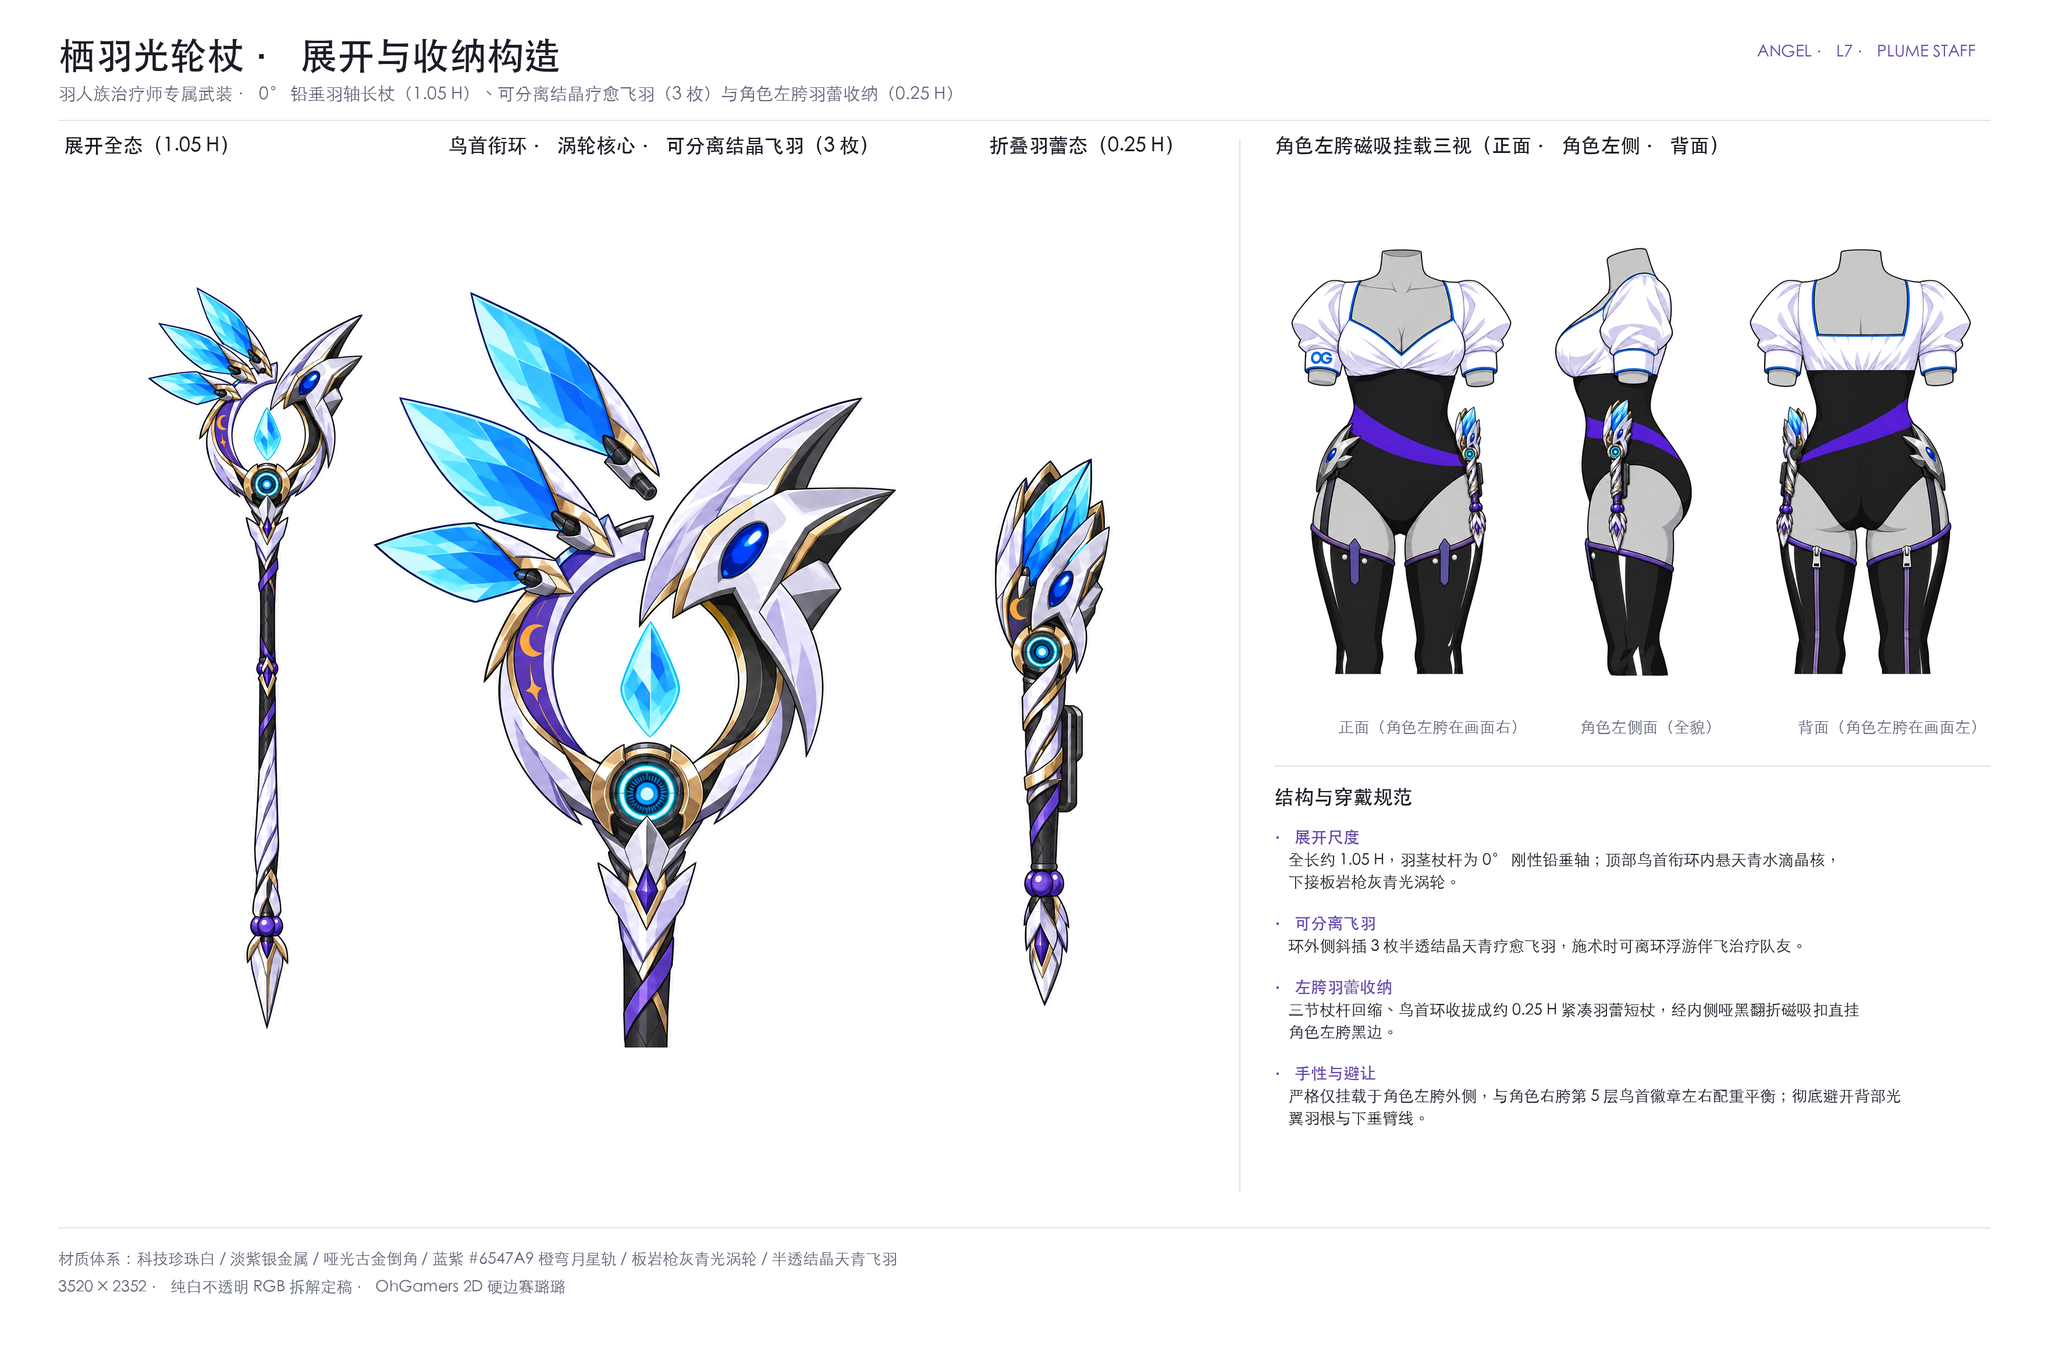 栖羽光轮杖 · 展开与收纳构造
ANGEL · L7 · PLUME STAFF
羽人族治疗师专属武装 · 0° 铅垂羽轴长杖（1.05 H）、可分离结晶疗愈飞羽（3 枚）与角色左胯羽蕾收纳（0.25 H）
展开全态（1.05 H）
鸟首衔环 · 涡轮核心 · 可分离结晶飞羽（3 枚）
折叠羽蕾态（0.25 H）
角色左胯磁吸挂载三视（正面 · 角色左侧 · 背面）
OG
正面（角色左胯在画面右）
角色左侧面（全貌）
背面（角色左胯在画面左）
结构与穿戴规范
· 展开尺度
全长约 1.05 H，羽茎杖杆为 0° 刚性铅垂轴；顶部鸟首衔环内悬天青水滴晶核，
下接板岩枪灰青光涡轮。
· 可分离飞羽
环外侧斜插 3 枚半透结晶天青疗愈飞羽，施术时可离环浮游伴飞治疗队友。
· 左胯羽蕾收纳
三节杖杆回缩、鸟首环收拢成约 0.25 H 紧凑羽蕾短杖，经内侧哑黑翻折磁吸扣直挂
角色左胯黑边。
· 手性与避让
严格仅挂载于角色左胯外侧，与角色右胯第 5 层鸟首徽章左右配重平衡；彻底避开背部光
翼羽根与下垂臂线。
材质体系：科技珍珠白 / 淡紫银金属 / 哑光古金倒角 / 蓝紫 #6547A9 橙弯月星轨 / 板岩枪灰青光涡轮 / 半透结晶天青飞羽
3520 × 2352 · 纯白不透明 RGB 拆解定稿 · OhGamers 2D 硬边赛璐璐